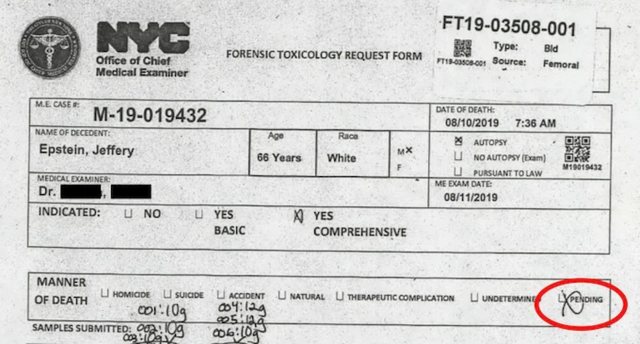 NYC
Office of Chief
Medical Examiner
FORENSIC TOXICOLOGY REQUEST FORM
FT19-03508-001
Type: Bld
FT19-03508-001 Source: Femoral
M.E. CASE #:
M-19-019432
DATE OF DEATH:
08/10/2019 7:36 AM
NAME OF DECEDENT:
Epstein, Jeffery
Age
66 Years
Race
White
M X
F
AUTOPSY
NO AUTOPSY (Exam)
PURSUANT TO LAW
M19019432
MEDICAL EXAMINER:
Dr. ,
ME EXAM DATE:
08/11/2019
INDICATED: NO YES BASIC YES COMPREHENSIVE
MANNER OF DEATH HOMICIDE SUICIDE ACCIDENT NATURAL THERAPEUTIC COMPLICATION UNDETERMINED PENDING
001:10g 004:12g
005:12g
SAMPLES SUBMITTED: 002:10g 006:10g